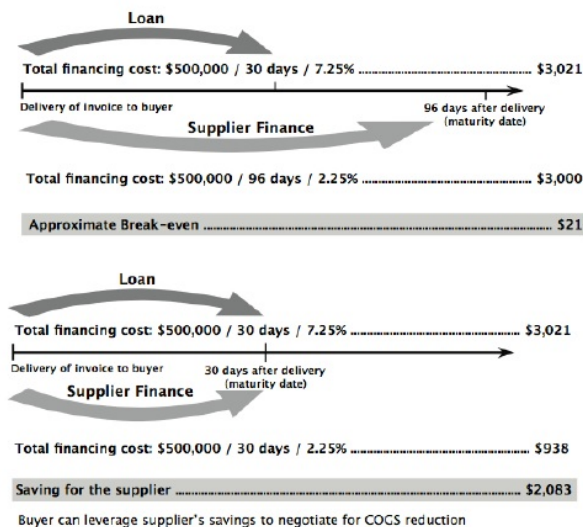 Loan
Total financing cost: $500,000 / 30 days / 7.25% ........................ $3,021
Delivery of invoice to buyer
96 days after delivery
(maturity date)
Supplier Finance
Total financing cost: $500,000 / 96 days / 2.25% ........................ $3,000
Approximate Break-even ........................ $21
Loan
Total financing cost: $500,000 / 30 days / 7.25% ........................ $3,021
Delivery of invoice to buyer
30 days after delivery
(maturity date)
Supplier Finance
Total financing cost: $500,000 / 30 days / 2.25% ........................ $938
Saving for the supplier ........................ $2,083
Buyer can leverage supplier's savings to negotiate for COGS reduction